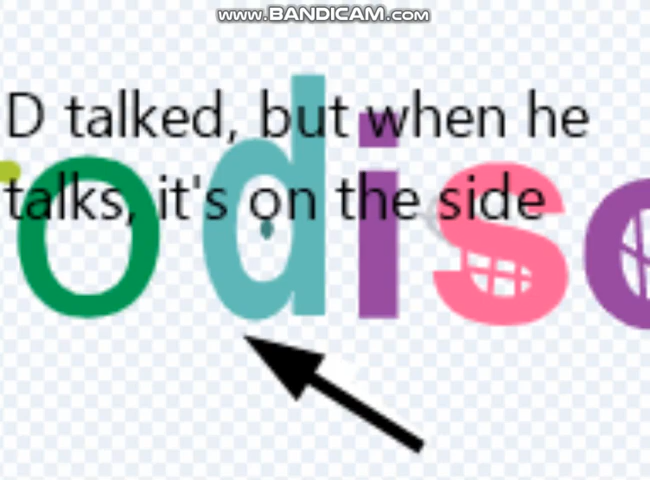 www.BANDICAM.com
D talked, but when he
talks, it's on the side
odiso